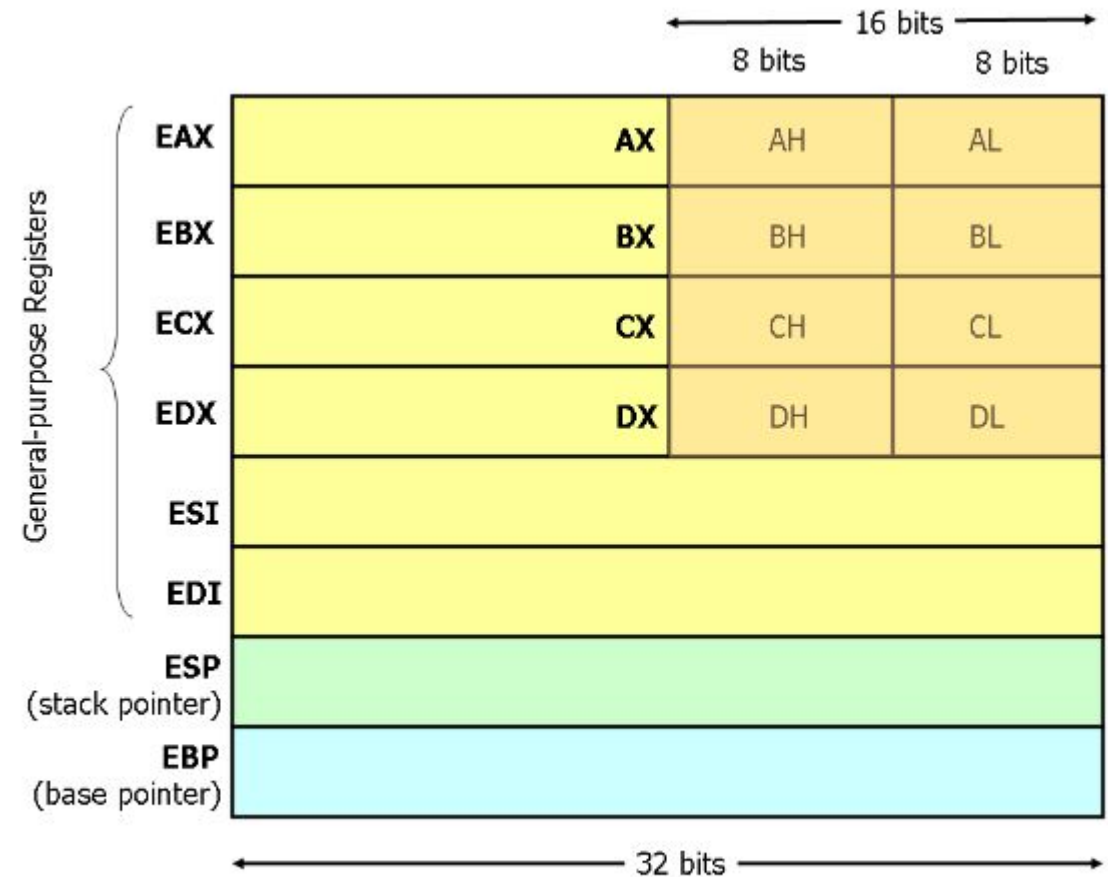 16 bits
8 bits 8 bits
EAX AX AH AL
EBX BX BH BL
ECX CX CH CL
EDX DX DH DL
General-purpose Registers
ESI
EDI
ESP
(stack pointer)
EBP
(base pointer)
32 bits